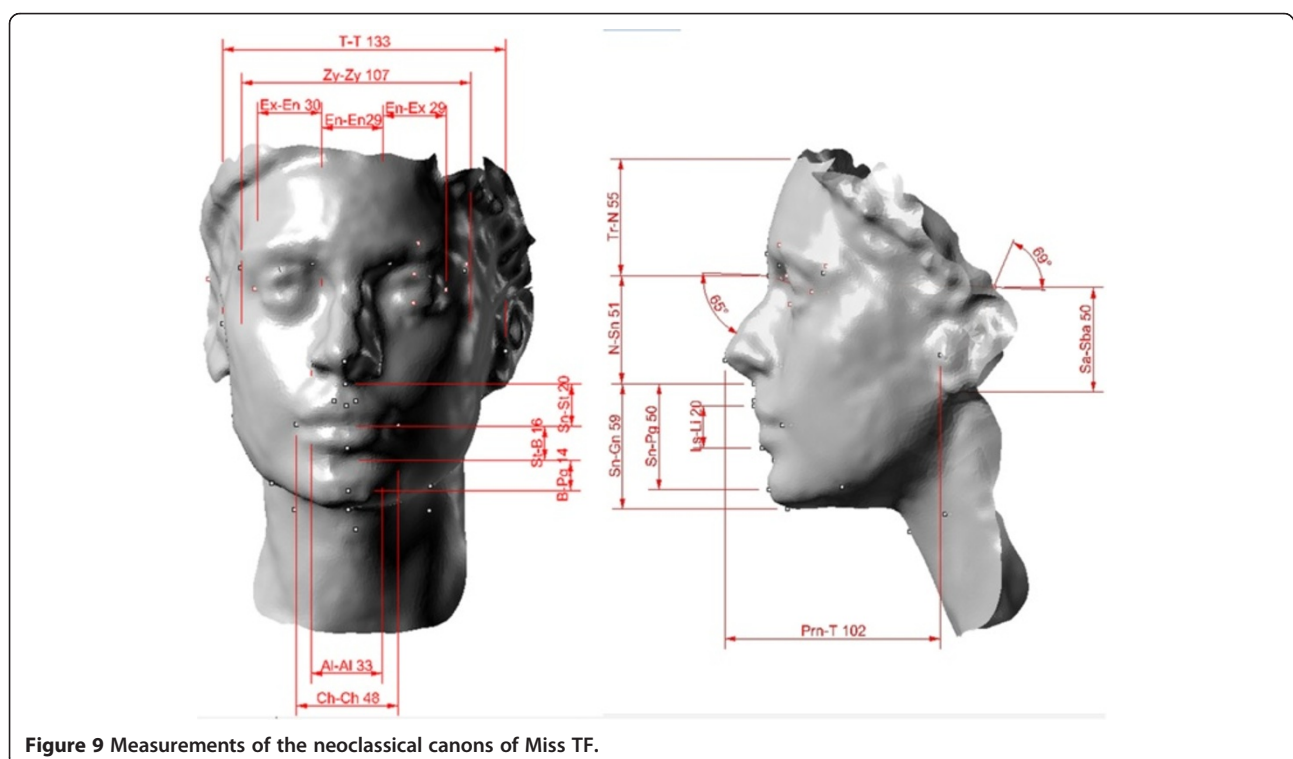 T-T 133
Zy-Zy 107
Ex-En 30
En-En29
En-Ex 29
Sn-St 20
St-B 16
B-Pg 14
Al-Al 33
Ch-Ch 48
Tr-N 55
69°
65°
N-Sn 51
Sa-Sba 50
Sn-Gn 59
Sn-Pg 50
Ls-Li 20
Prn-T 102
Figure 9 Measurements of the neoclassical canons of Miss TF.